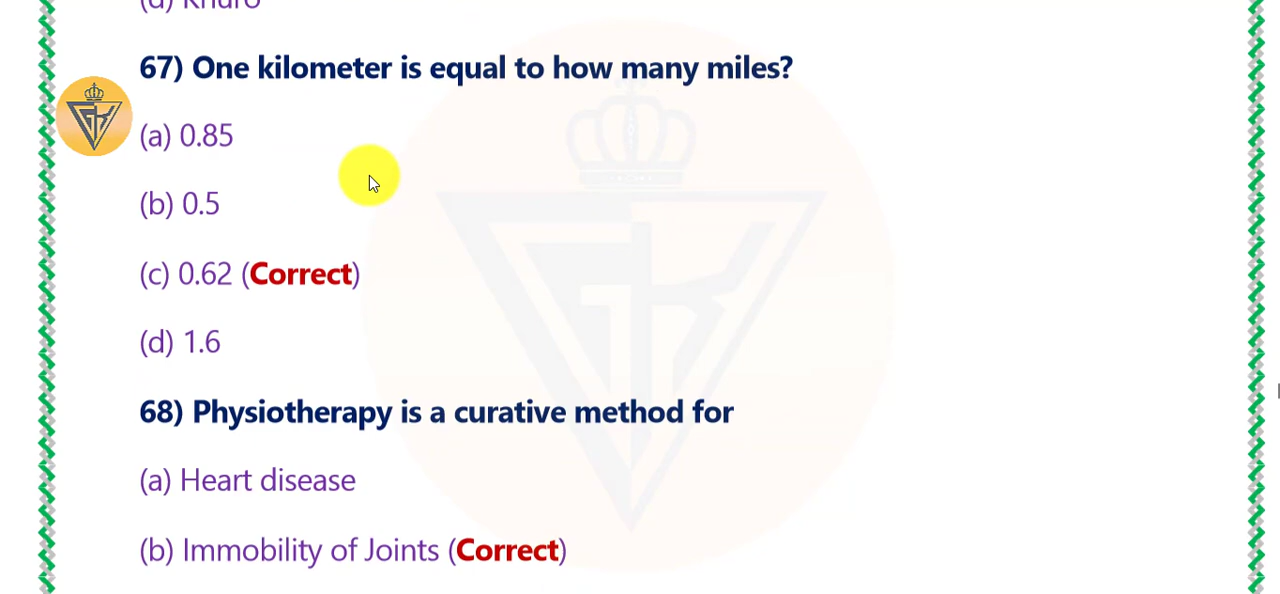 (d) Khuro
67) One kilometer is equal to how many miles?
(a) 0.85
(b) 0.5
(c) 0.62 (Correct)
(d) 1.6
68) Physiotherapy is a curative method for
(a) Heart disease
(b) Immobility of Joints (Correct)